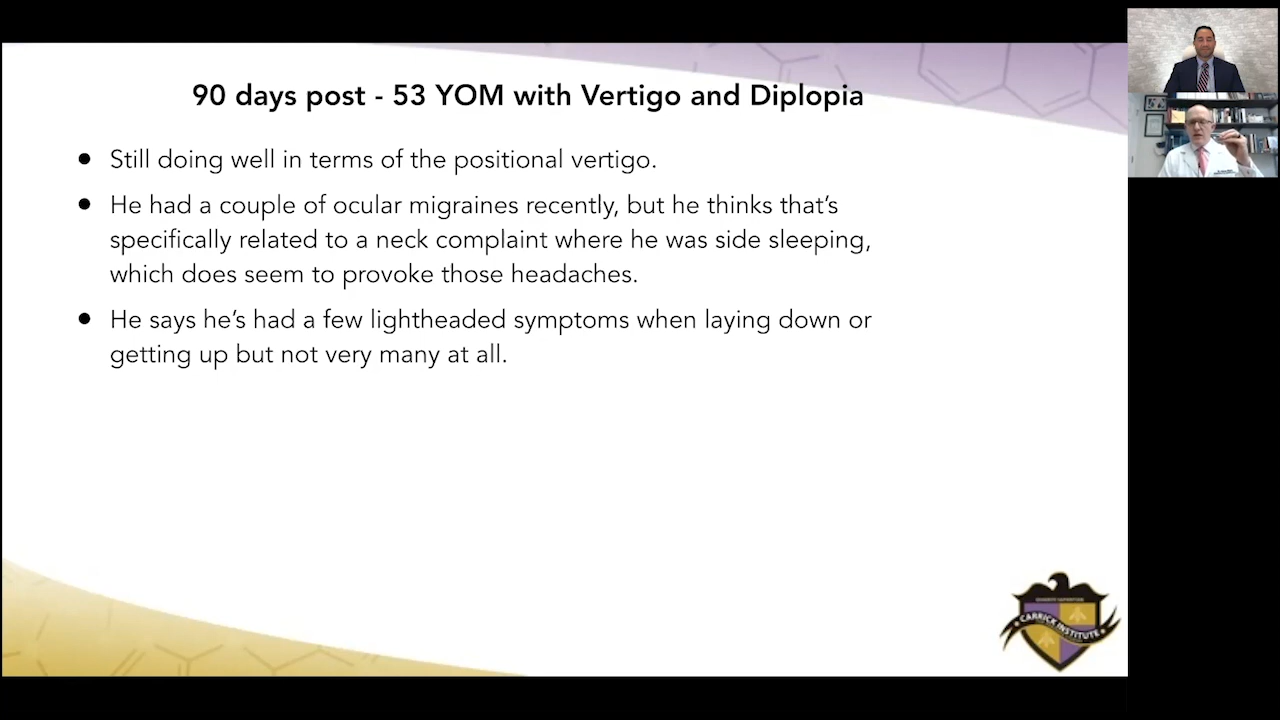 90 days post - 53 YOM with Vertigo and Diplopia
● Still doing well in terms of the positional vertigo.
● He had a couple of ocular migraines recently, but he thinks that’s
specifically related to a neck complaint where he was side sleeping,
which does seem to provoke those headaches.
● He says he’s had a few lightheaded symptoms when laying down or
getting up but not very many at all.
CARRICK INSTITUTE